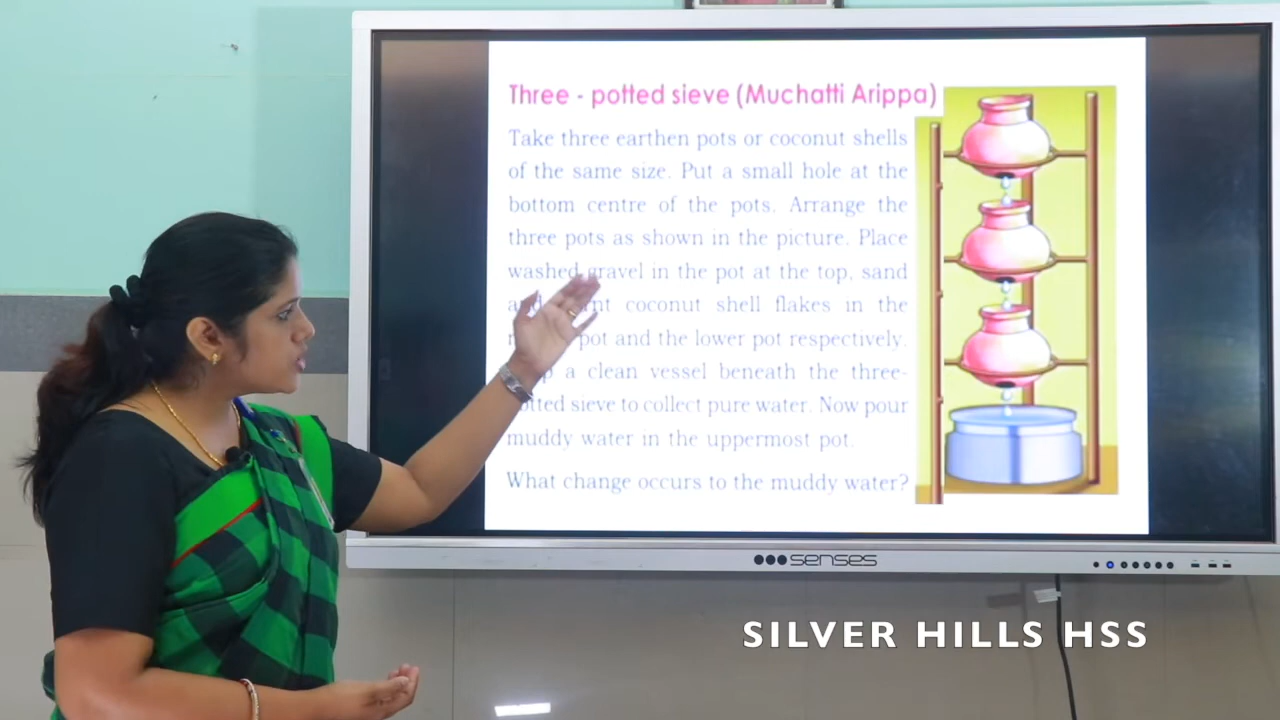 Three - potted sieve (Muchatti Arippa)
Take three earthen pots or coconut shells
of the same size. Put a small hole at the
bottom centre of the pots. Arrange the
three pots as shown in the picture. Place
washed gravel in the pot at the top, sand
coconut shell flakes in the
pot and the lower pot respectively.
a clean vessel beneath the three-
sieve to collect pure water. Now pour
muddy water in the uppermost pot.
What change occurs to the muddy water?
senses
SILVER HILLS HSS